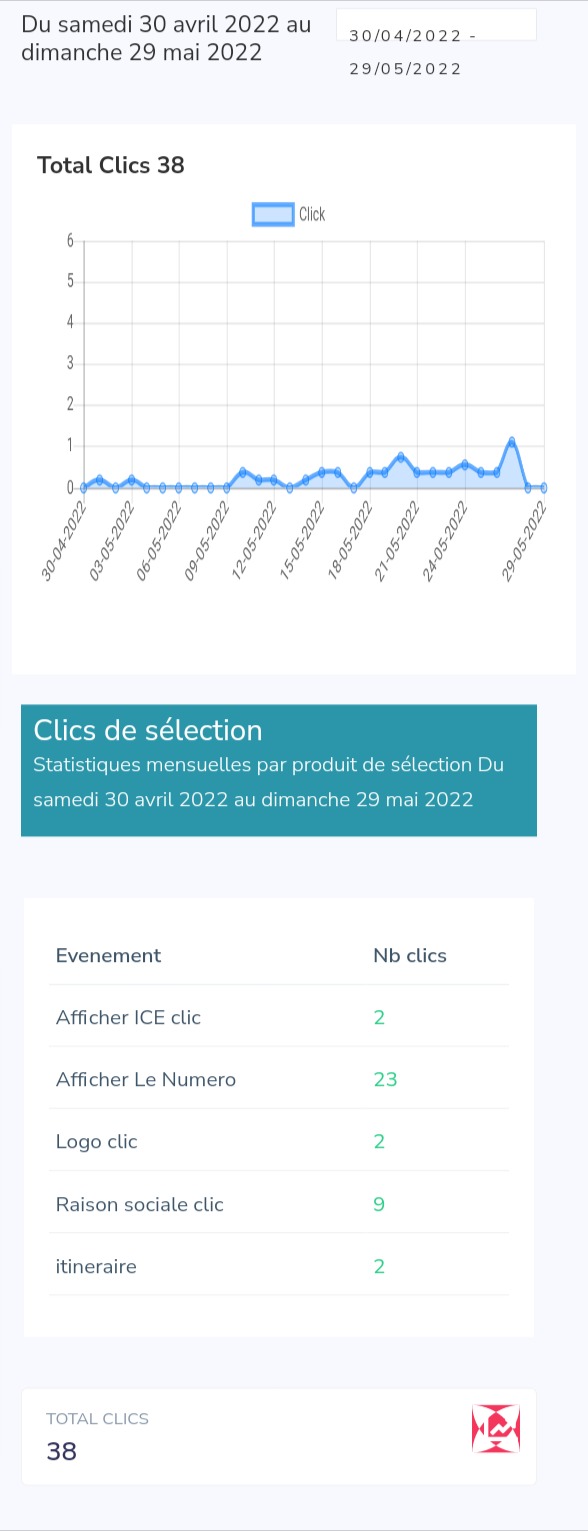 Du samedi 30 avril 2022 au
dimanche 29 mai 2022
30/04/2022 -
29/05/2022
Total Clics 38
Click
6
5
4
3
2
1
0
30-04-2022
03-05-2022
06-05-2022
09-05-2022
12-05-2022
15-05-2022
18-05-2022
21-05-2022
24-05-2022
29-05-2022
Clics de sélection
Statistiques mensuelles par produit de sélection Du
samedi 30 avril 2022 au dimanche 29 mai 2022
Evenement Nb clics
Afficher ICE clic 2
Afficher Le Numero 23
Logo clic 2
Raison sociale clic 9
itineraire 2
TOTAL CLICS
38